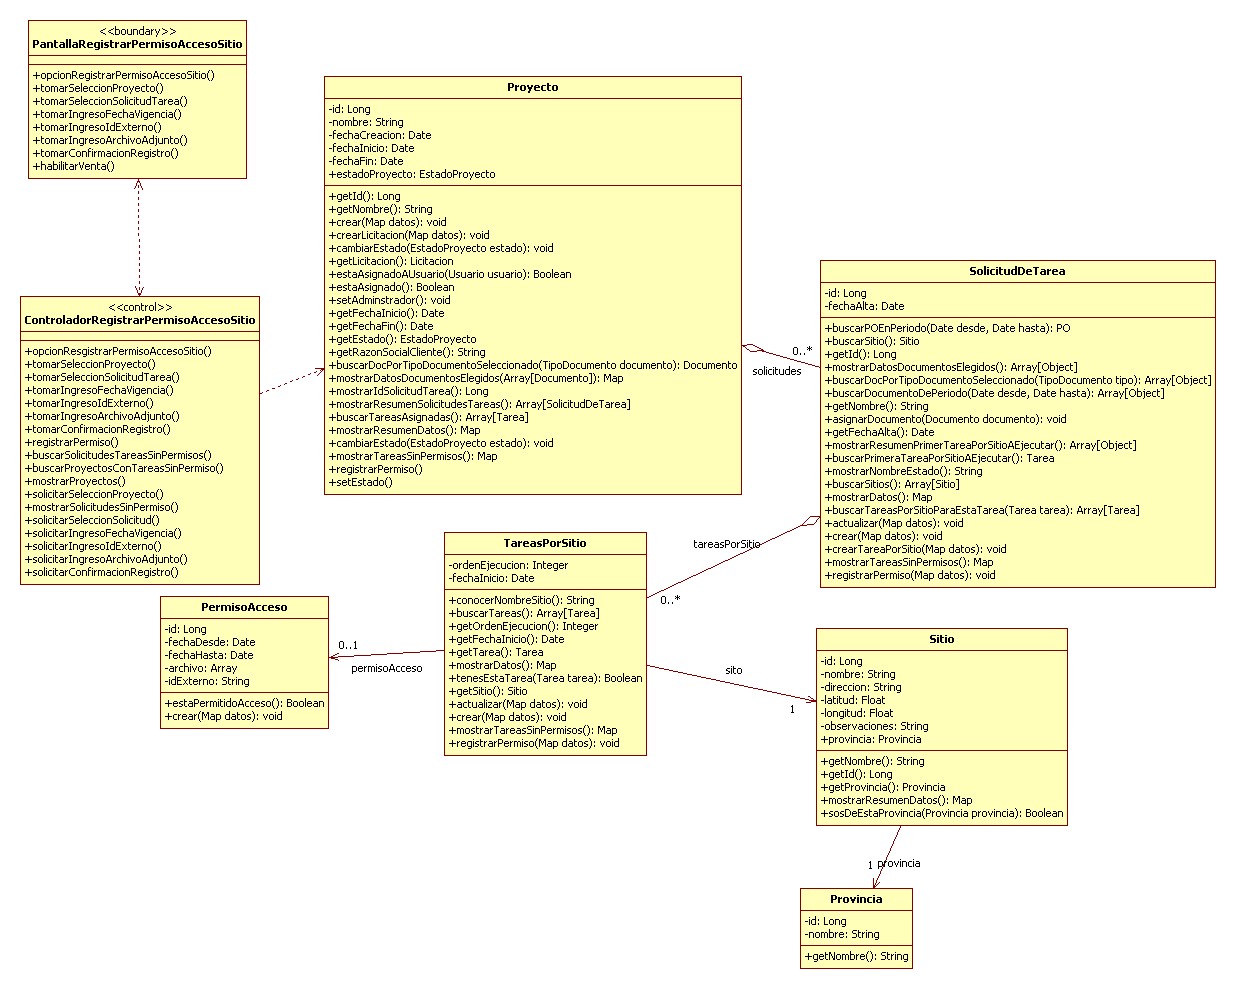 <<boundary>>
PantallaRegistrarPermisoAccesoSitio
+opcionRegistrarPermisoAccesoSitio()
+tomarSeleccionProyecto()
+tomarSeleccionSolicitudTarea()
+tomarIngresoFechaVigencia()
+tomarIngresoIdExterno()
+tomarIngresoArchivoAdjunto()
+tomarConfirmacionRegistro()
+habilitarVenta()
<<control>>
ControladorRegistrarPermisoAccesoSitio
+opcionResgistrarPermisoAccesoSitio()
+tomarSeleccionProyecto()
+tomarSeleccionSolicitudTarea()
+tomarIngresoFechaVigencia()
+tomarIngresoIdExterno()
+tomarIngresoArchivoAdjunto()
+tomarConfirmacionRegistro()
+registrarPermiso()
+buscarSolicitudesTareasSinPermisos()
+buscarProyectosConTareasSinPermiso()
+mostrarProyectos()
+solicitarSeleccionProyecto()
+mostrarSolicitudesSinPermiso()
+solicitarSeleccionSolicitud()
+solicitarIngresoFechaVigencia()
+solicitarIngresoIdExterno()
+solicitarIngresoArchivoAdjunto()
+solicitarConfirmacionRegistro()
Proyecto
-id: Long
-nombre: String
-fechaCreacion: Date
-fechaInicio: Date
-fechaFin: Date
+estadoProyecto: EstadoProyecto
+getId(): Long
+getNombre(): String
+crear(Map datos): void
+crearLicitacion(Map datos): void
+cambiarEstado(EstadoProyecto estado): void
+getLicitacion(): Licitacion
+estaAsignadoAUsuario(Usuario usuario): Boolean
+estaAsignado(): Boolean
+setAdminstrador(): void
+getFechaInicio(): Date
+getFechaFin(): Date
+getEstado(): EstadoProyecto
+getRazonSocialCliente(): String
+buscarDocPorTipoDocumentoSeleccionado(TipoDocumento documento): Documento
+mostrarDatosDocumentosElegidos(Array[Documento]): Map
+mostrarIdSolicitudTarea(): Long
+mostrarResumenSolicitudesTareas(): Array[SolicitudDeTarea]
+buscarTareasAsignadas(): Array[Tarea]
+mostrarResumenDatos(): Map
+cambiarEstado(EstadoProyecto estado): void
+mostrarTareasSinPermisos(): Map
+registrarPermiso()
+setEstado()
0..*
solicitudes
SolicitudDeTarea
-id: Long
-fechaAlta: Date
+buscarPOEnPeriodo(Date desde, Date hasta): PO
+buscarSitio(): Sitio
+getId(): Long
+mostrarDatosDocumentosElegidos(): Array[Object]
+buscarDocPorTipoDocumentoSeleccionado(TipoDocumento tipo): Array[Object]
+buscarDocumentoDePeriodo(Date desde, Date hasta): Array[Object]
+getNombre(): String
+asignarDocumento(Documento documento): void
+getFechaAlta(): Date
+mostrarResumenPrimerTareaPorSitioAEjecutar(): Array[Object]
+buscarPrimeraTareaPorSitioAEjecutar(): Tarea
+mostrarNombreEstado(): String
+buscarSitios(): Array[Sitio]
+mostrarDatos(): Map
+buscarTareasPorSitioParaEstaTarea(Tarea tarea): Array[Tarea]
+actualizar(Map datos): void
+crear(Map datos): void
+crearTareaPorSitio(Map datos): void
+mostrarTareasSinPermisos(): Map
+registrarPermiso(Map datos): void
tareasPorSitio
0..*
TareasPorSitio
-ordenEjecucion: Integer
-fechaInicio: Date
+conocerNombreSitio(): String
+buscarTareas(): Array[Tarea]
+getOrdenEjecucion(): Integer
+getFechaInicio(): Date
+getTarea(): Tarea
+mostrarDatos(): Map
+tenesEstaTarea(Tarea tarea): Boolean
+getSitio(): Sitio
+actualizar(Map datos): void
+crear(Map datos): void
+mostrarTareasSinPermisos(): Map
+registrarPermiso(Map datos): void
PermisoAcceso
-id: Long
-fechaDesde: Date
-fechaHasta: Date
-archivo: Array
-idExterno: String
+estaPermitidoAcceso(): Boolean
+crear(Map datos): void
0..1
permisoAcceso
sito
1
Sitio
-id: Long
-nombre: String
-direccion: String
-latitud: Float
-longitud: Float
-observaciones: String
+provincia: Provincia
+getNombre(): String
+getId(): Long
+getProvincia(): Provincia
+mostrarResumenDatos(): Map
+sosDeEstaProvincia(Provincia provincia): Boolean
1 provincia
Provincia
-id: Long
-nombre: String
+getNombre(): String